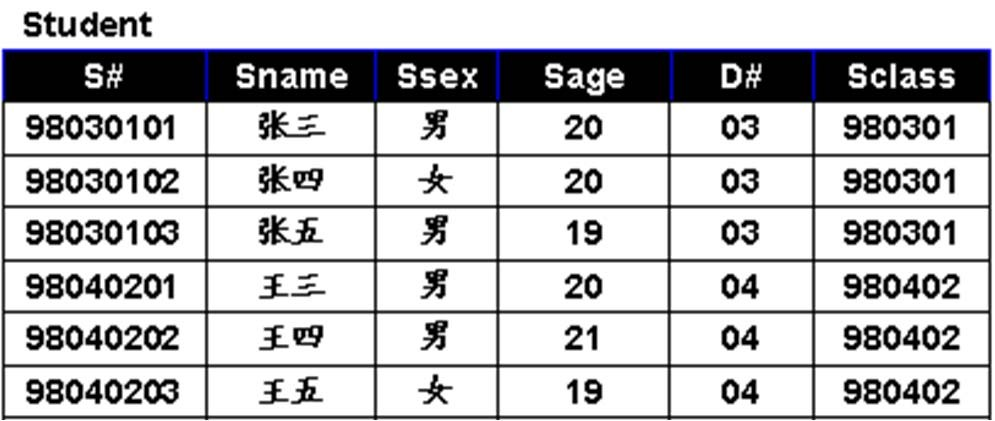 Student
S# Sname Ssex Sage D# Sclass
98030101 张三 男 20 03 980301
98030102 张四 女 20 03 980301
98030103 张五 男 19 03 980301
98040201 王三 男 20 04 980402
98040202 王四 男 21 04 980402
98040203 王五 女 19 04 980402